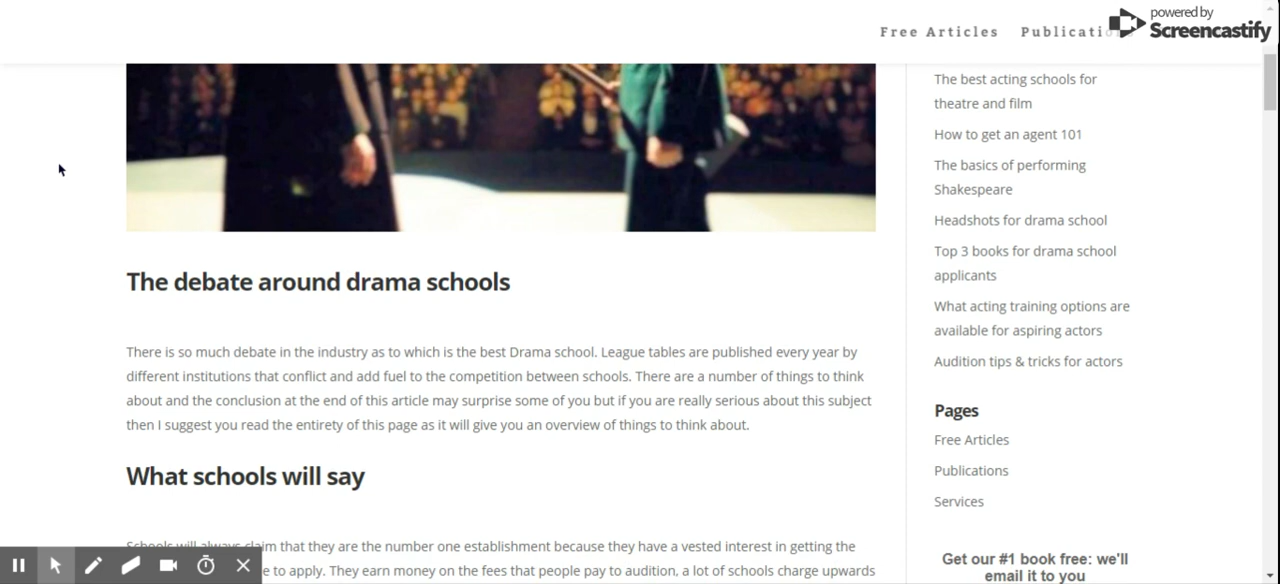 Free Articles
Publicatio
powered by
Screencastify
The best acting schools for
theatre and film
How to get an agent 101
The basics of performing
Shakespeare
Headshots for drama school
Top 3 books for drama school
applicants
What acting training options are
available for aspiring actors
Audition tips & tricks for actors
Pages
Free Articles
Publications
Services
Get our #1 book free: we'll
email it to you
The debate around drama schools
There is so much debate in the industry as to which is the best Drama school. League tables are published every year by
different institutions that conflict and add fuel to the competition between schools. There are a number of things to think
about and the conclusion at the end of this article may surprise some of you but if you are really serious about this subject
then I suggest you read the entirety of this page as it will give you an overview of things to think about.
What schools will say
Schools will always claim that they are the number one establishment because they have a vested interest in getting the
e to apply. They earn money on the fees that people pay to audition, a lot of schools charge upwards